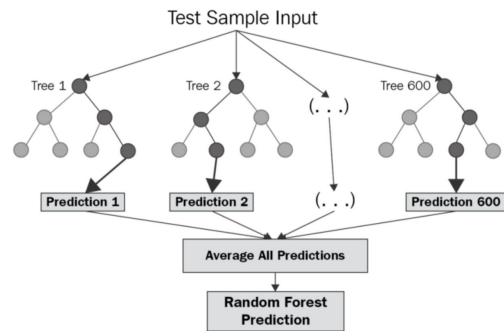 Test Sample Input
Tree 1
Tree 2
(. . .)
Tree 600
Prediction 1
Prediction 2
(. . .)
Prediction 600
Average All Predictions
Random Forest
Prediction